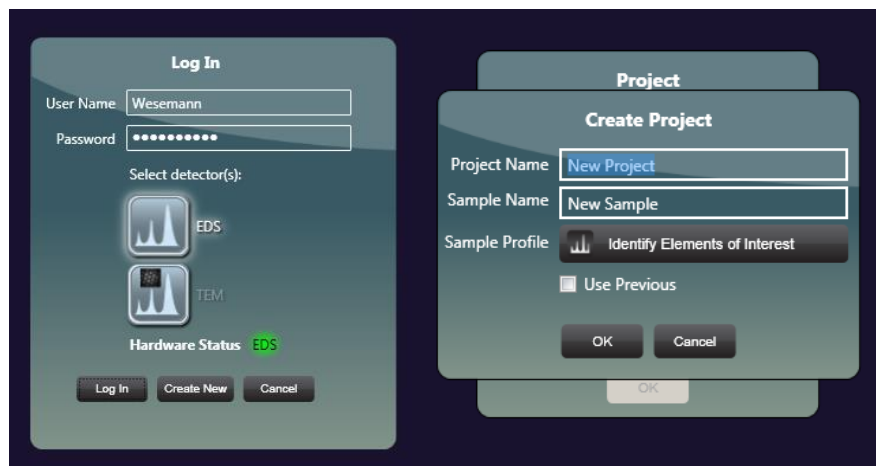 Log In
User Name Wesemann
Password ••••••••••
Select detector(s):
EDS
TEM
Hardware Status EDS
Log In Create New Cancel
Project
Create Project
Project Name New Project
Sample Name New Sample
Sample Profile Identify Elements of Interest
Use Previous
OK Cancel
OK